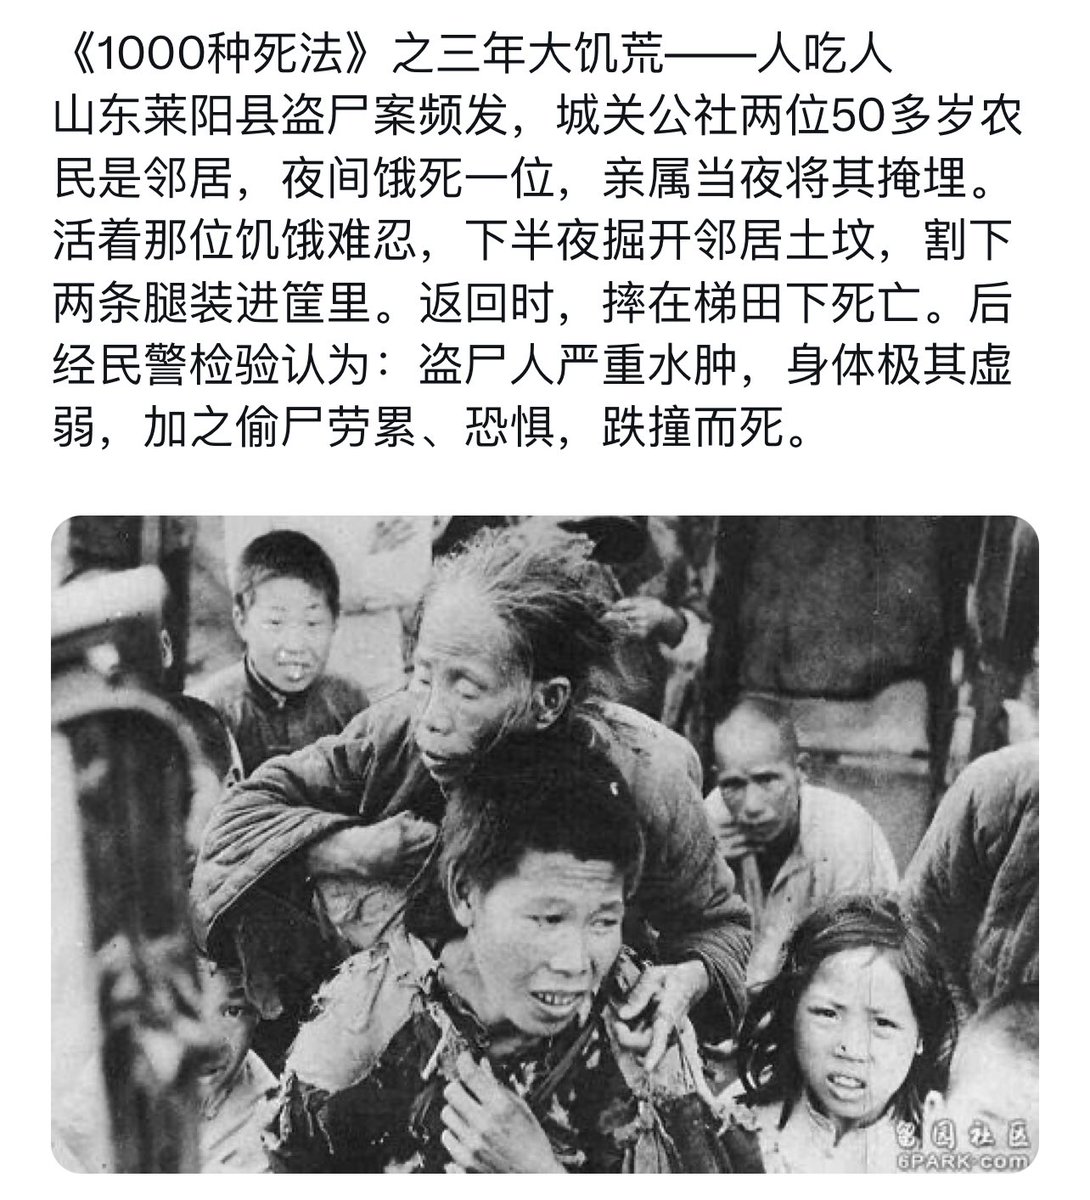 《1000种死法》之三年大饥荒——人吃人
山东莱阳县盗尸案频发，城关公社两位50多岁农
民是邻居，夜间饿死一位，亲属当夜将其掩埋。
活着那位饥饿难忍，下半夜掘开邻居土坟，割下
两条腿装进筐里。返回时，摔在梯田下死亡。后
经民警检验认为：盗尸人严重水肿，身体极其虚
弱，加之偷尸劳累、恐惧，跌撞而死。
留园社区
6PARK.com